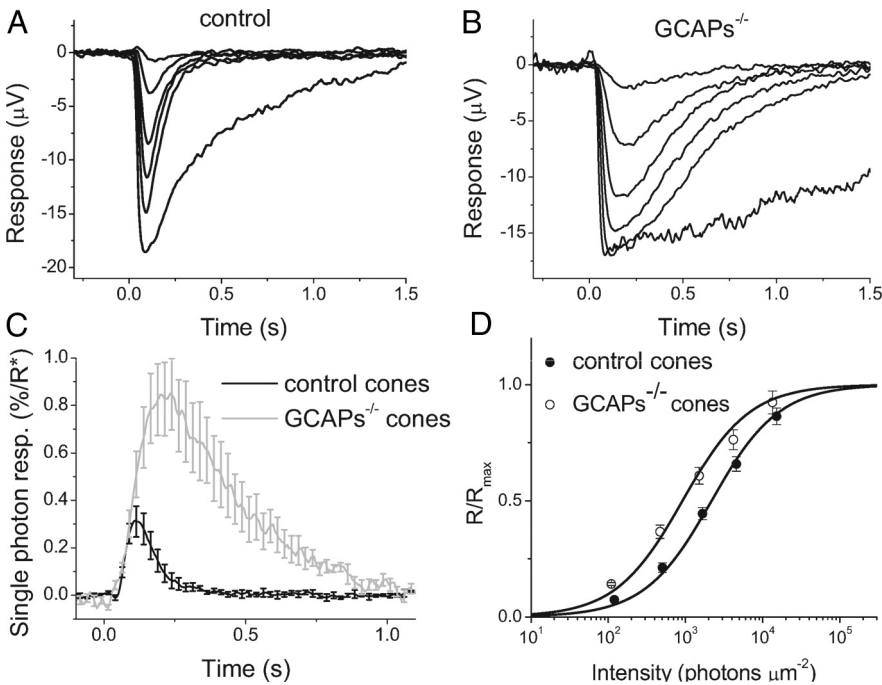 A
control
0
-5
-10
-15
-20
Response (μV)
0.0
0.5
1.0
1.5
Time (s)
B
GCAPs-/-
0
-5
-10
-15
Response (μV)
0.0
0.5
1.0
1.5
Time (s)
C
control cones
GCAPs-/- cones
1.0
0.8
0.6
0.4
0.2
0.0
Single photon resp. (%/R*)
0.0
0.5
1.0
Time (s)
D
control cones
GCAPs-/- cones
1.0
0.5
0.0
R/Rmax
10¹
10²
10³
10⁴
10⁵
Intensity (photons μm⁻²)